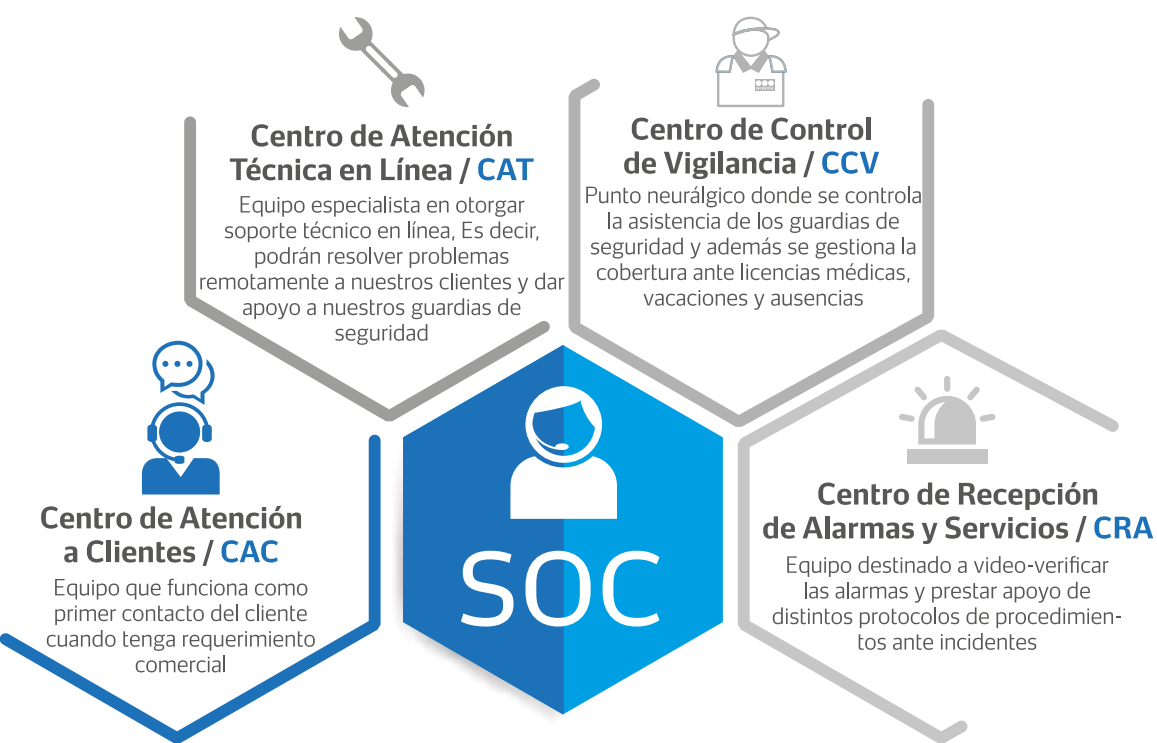 Centro de Atención
Técnica en Línea / CAT
Equipo especialista en otorgar
soporte técnico en línea, Es decir,
podrán resolver problemas
remotamente a nuestros clientes y dar
apoyo a nuestros guardias de
seguridad
Centro de Control
de Vigilancia / CCV
Punto neurálgico donde se controla
la asistencia de los guardias de
seguridad y además se gestiona la
cobertura ante licencias médicas,
vacaciones y ausencias
Centro de Atención
a Clientes / CAC
Equipo que funciona como
primer contacto del cliente
cuando tenga requerimiento
comercial
SOC
Centro de Recepción
de Alarmas y Servicios / CRA
Equipo destinado a video-verificar
las alarmas y prestar apoyo de
distintos protocolos de procedimien-
tos ante incidentes